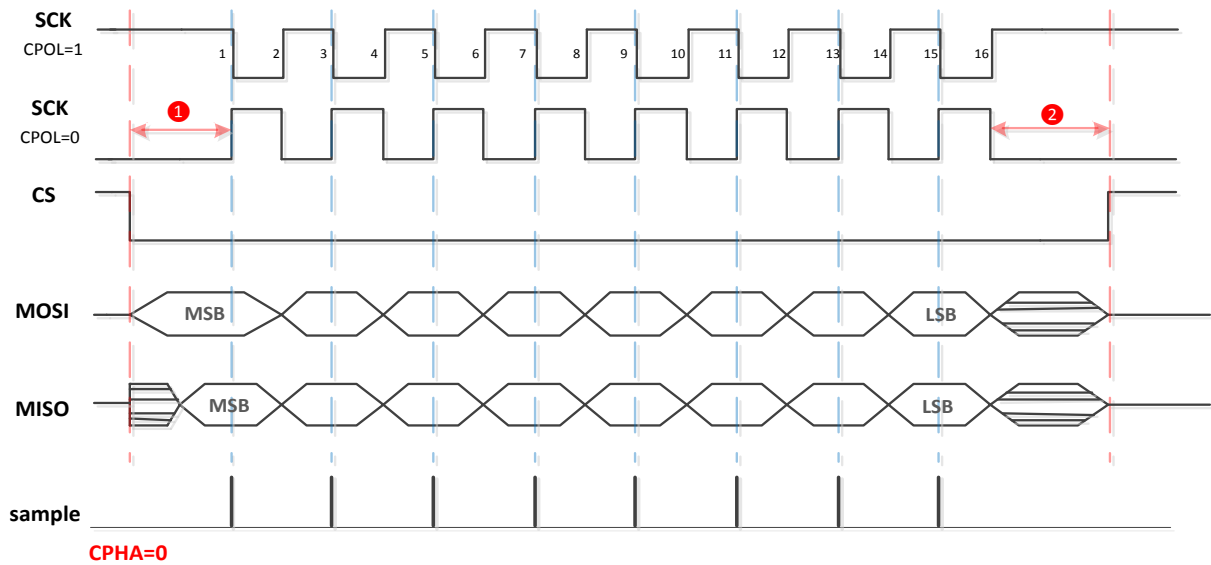 SCK
CPOL=1
1 2 3 4 5 6 7 8 9 10 11 12 13 14 15 16
SCK
CPOL=0
1
2
CS
MOSI
MSB
LSB
MISO
MSB
LSB
sample
CPHA=0